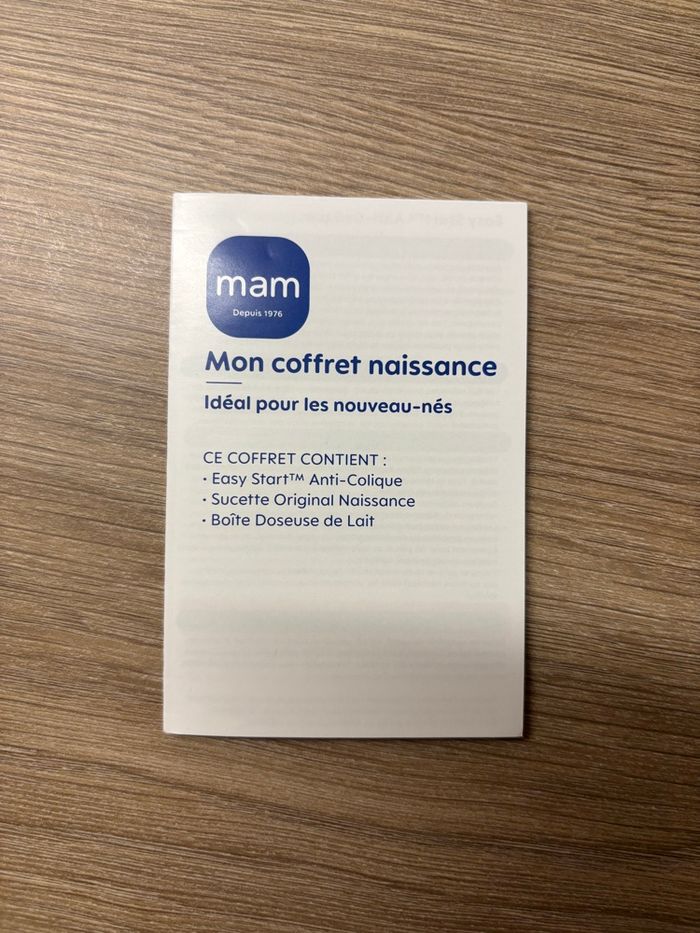 mam
Depuis 1976
Mon coffret naissance
Idéal pour les nouveau-nés
CE COFFRET CONTIENT :
• Easy Start™ Anti-Colique
• Sucette Original Naissance
• Boîte Doseuse de Lait